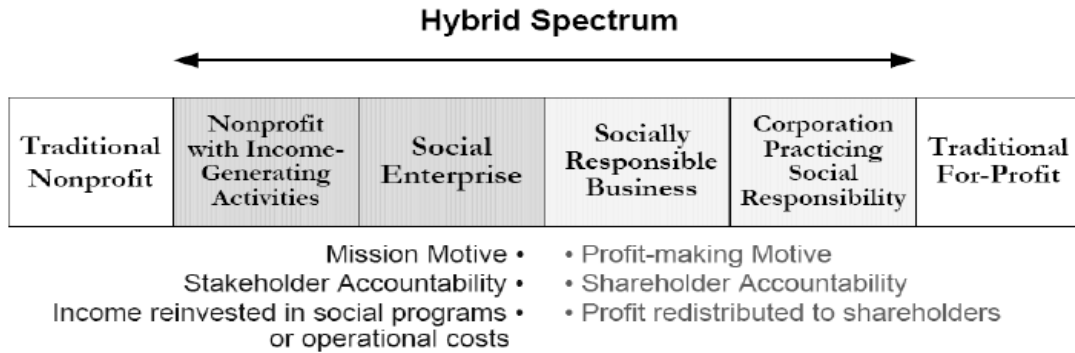 Hybrid Spectrum
Traditional
Nonprofit
Nonprofit
with Income-
Generating
Activities
Social
Enterprise
Socially
Responsible
Business
Corporation
Practicing
Social
Responsibility
Traditional
For-Profit
Mission Motive •
Stakeholder Accountability •
Income reinvested in social programs •
or operational costs
• Profit-making Motive
• Shareholder Accountability
• Profit redistributed to shareholders